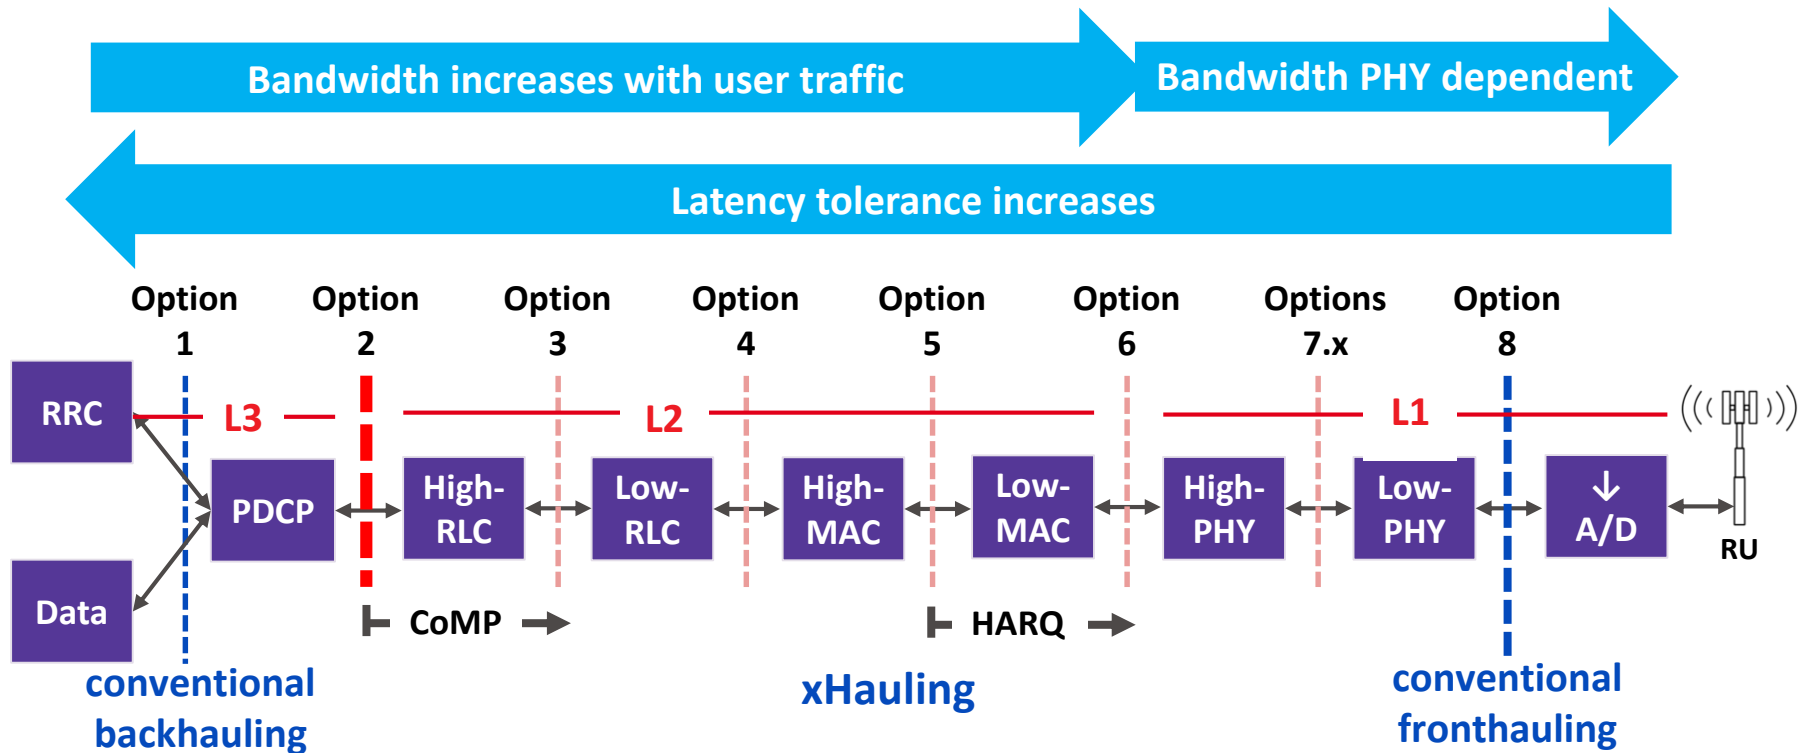 Bandwidth increases with user traffic
Bandwidth PHY dependent
Latency tolerance increases
Option
1
Option
2
Option
3
Option
4
Option
5
Option
6
Options
7.x
Option
8
RRC
L3
L2
L1
PDCP
High-
RLC
Low-
RLC
High-
MAC
Low-
MAC
High-
PHY
Low-
PHY
↓
A/D
RU
Data
CoMP
HARQ
conventional
backhauling
xHauling
conventional
fronthauling